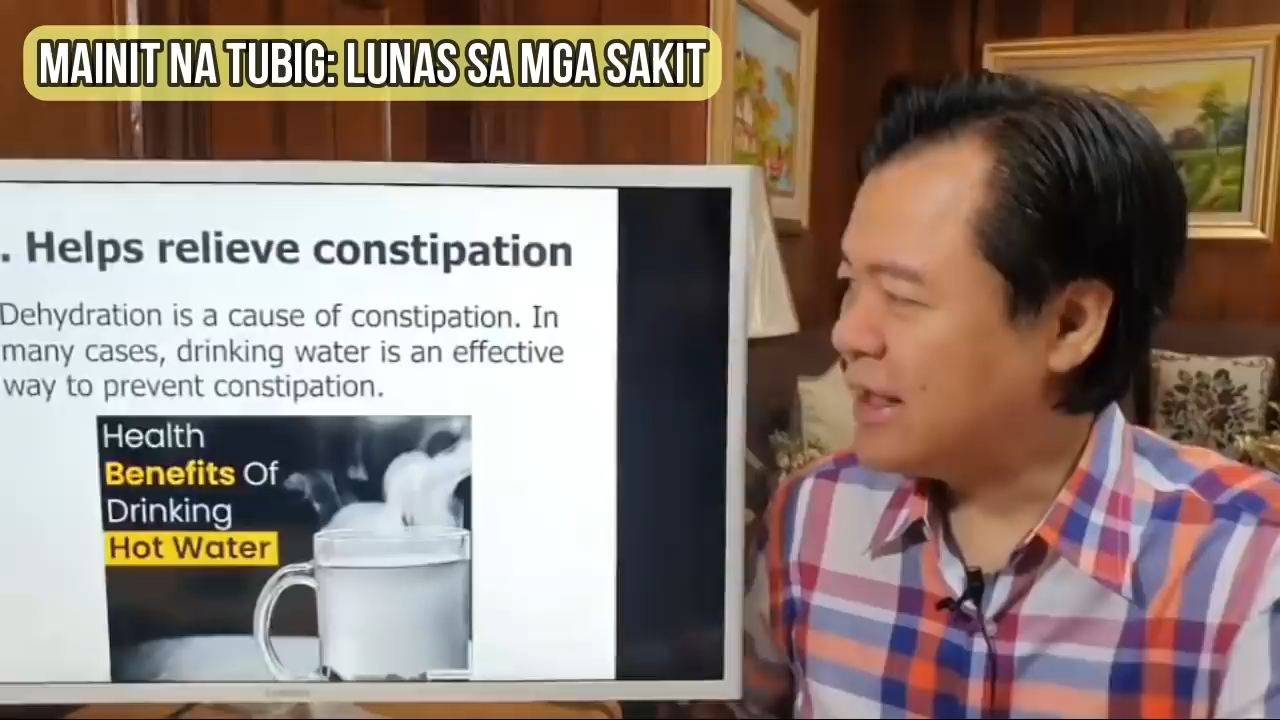 MAINIT NA TUBIG: LUNAS SA MGA SAKIT
. Helps relieve constipation
Dehydration is a cause of constipation. In
many cases, drinking water is an effective
way to prevent constipation.
Health
Benefits Of
Drinking
Hot Water